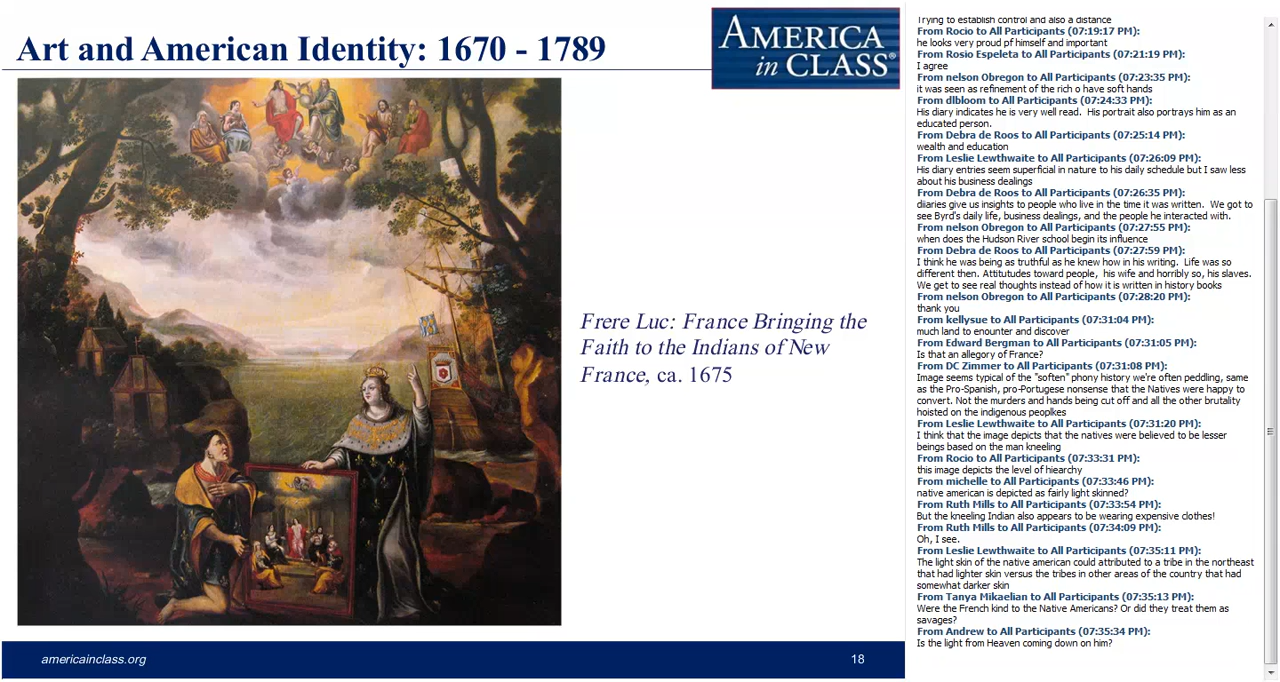 Art and American Identity: 1670 - 1789
AMERICA
in CLASS®
Frere Luc: France Bringing the
Faith to the Indians of New
France, ca. 1675
americainclass.org
18
Trying to establish control and also a distance
From Rocio to All Participants (07:19:17 PM):
he looks very proud pf himself and important
From Rosio Espeleta to All Participants (07:21:19 PM):
I agree
From nelson Obregon to All Participants (07:23:35 PM):
it was seen as refinement of the rich o have soft hands
From dlbloom to All Participants (07:24:33 PM):
His diary indicates he is very well read.  His portrait also portrays him as an
educated person.
From Debra de Roos to All Participants (07:25:14 PM):
wealth and education
From Leslie Lewthwaite to All Participants (07:26:09 PM):
His diary entries seem superficial in nature to his daily schedule but I saw less
about his business dealings
From Debra de Roos to All Participants (07:26:35 PM):
diiaries give us insights to people who live in the time it was written.  We got to
see Byrd's daily life, business dealings, and the people he interacted with.
From nelson Obregon to All Participants (07:27:55 PM):
when does the Hudson River school begin its influence
From Debra de Roos to All Participants (07:27:59 PM):
I think he was being as truthful as he knew how in his writing.  Life was so
different then. Attitutudes toward people,  his wife and horribly so, his slaves.
We get to see real thoughts instead of how it is written in history books
From nelson Obregon to All Participants (07:28:20 PM):
thank you
From kellysue to All Participants (07:31:04 PM):
much land to enounter and discover
From Edward Bergman to All Participants (07:31:05 PM):
Is that an allegory of France?
From DC Zimmer to All Participants (07:31:08 PM):
Image seems typical of the "soften" phony history we're often peddling, same
as the Pro-Spanish, pro-Portugese nonsense that the Natives were happy to
convert. Not the murders and hands being cut off and all the other brutality
hoisted on the indigenous peoplkes
From Leslie Lewthwaite to All Participants (07:31:20 PM):
I think that the image depicts that the natives were believed to be lesser
beings based on the man kneeling
From Rocio to All Participants (07:33:31 PM):
this image depicts the level of hiearchy
From michelle to All Participants (07:33:46 PM):
native american is depicted as fairly light skinned?
From Ruth Mills to All Participants (07:33:54 PM):
But the kneeling Indian also appears to be wearing expensive clothes!
From Ruth Mills to All Participants (07:34:09 PM):
Oh, I see.
From Leslie Lewthwaite to All Participants (07:35:11 PM):
The light skin of the native american could attributed to a tribe in the northeast
that had lighter skin versus the tribes in other areas of the country that had
somewhat darker skin
From Tanya Mikaelian to All Participants (07:35:13 PM):
Were the French kind to the Native Americans? Or did they treat them as
savages?
From Andrew to All Participants (07:35:34 PM):
Is the light from Heaven coming down on him?